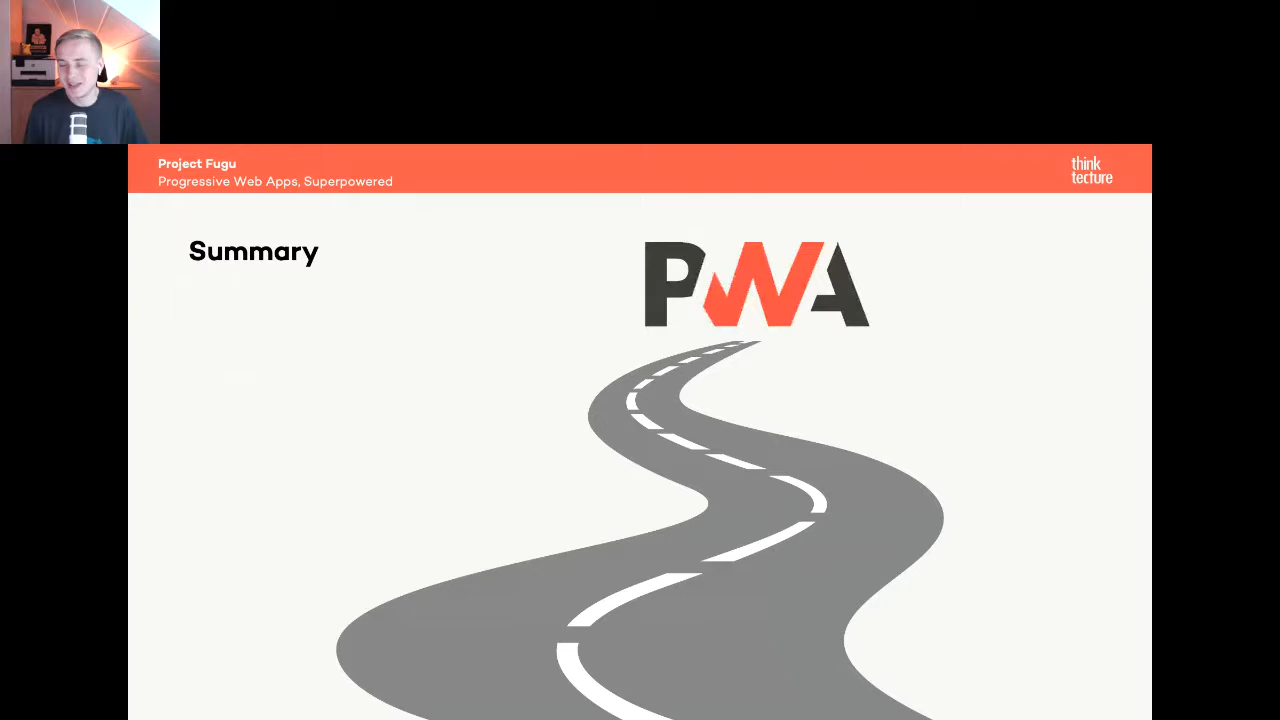 Project Fugu
Progressive Web Apps, Superpowered
think
tecture
Summary
PWA